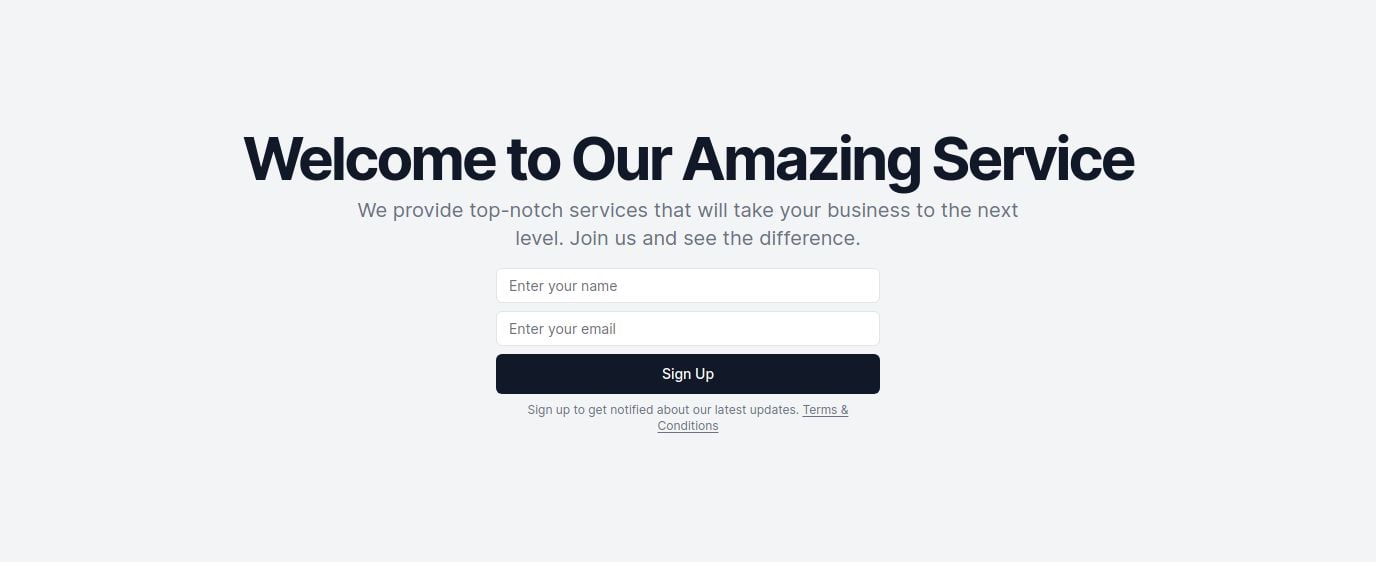 Welcome to Our Amazing Service
We provide top-notch services that will take your business to the next
level. Join us and see the difference.
Enter your name
Enter your email
Sign Up
Sign up to get notified about our latest updates. Terms &
Conditions